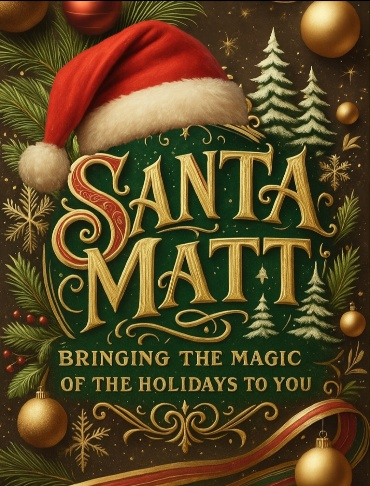 SANTA
MATT
BRINGING THE MAGIC
OF THE HOLIDAYS TO YOU